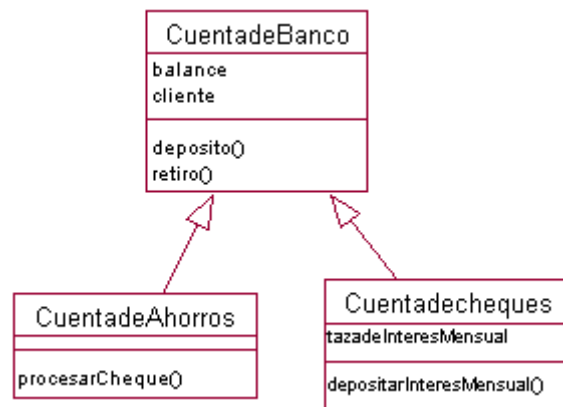 CuentadeBanco
balance
cliente
deposito()
retiro()
CuentadeAhorros
procesarCheque()
Cuentadecheques
tazadeInteresMensual
depositarInteresMensual()